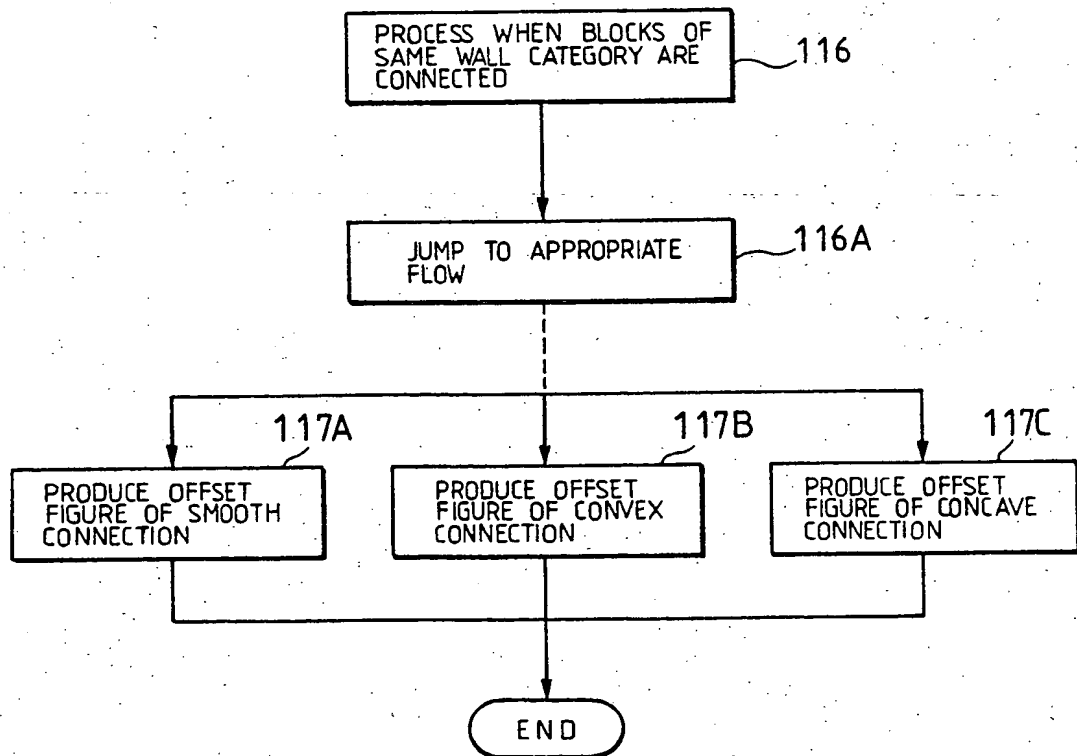 PROCESS WHEN BLOCKS OF
SAME WALL CATEGORY ARE
CONNECTED
116
JUMP TO APPROPRIATE
FLOW
116A
117A
PRODUCE OFFSET
FIGURE OF SMOOTH
CONNECTION
117B
PRODUCE OFFSET
FIGURE OF CONVEX
CONNECTION
117C
PRODUCE OFFSET
FIGURE OF CONCAVE
CONNECTION
END